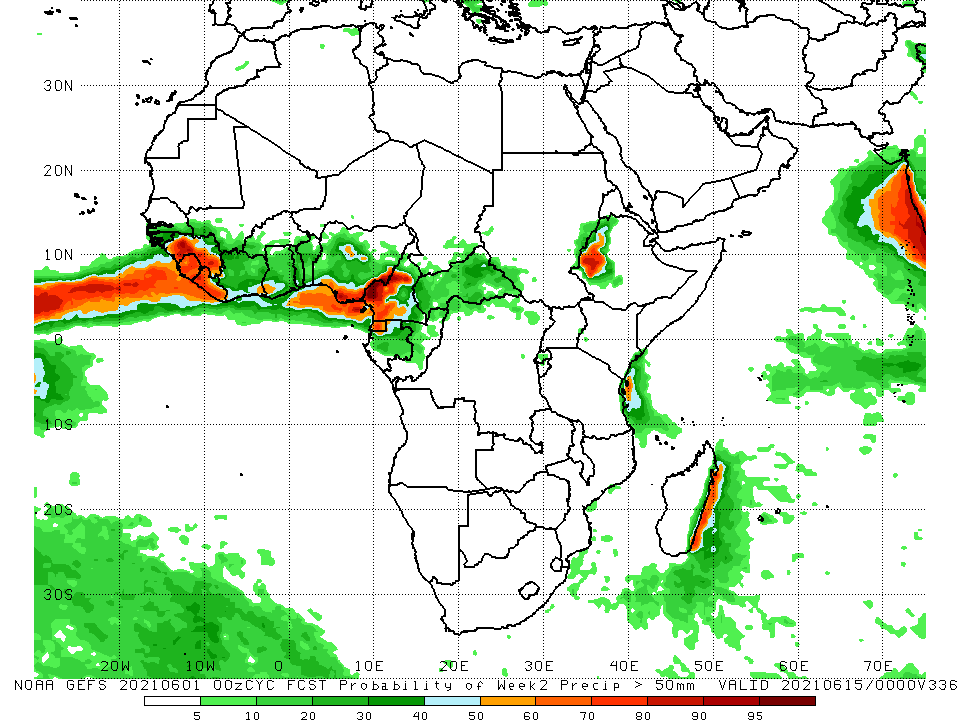 30N
20N
10N
0
10S
20S
30S
20W 10W 0 10E 20E 30E 40E 50E 60E 70E
NOAA GEFS 20210601 00zCYC FCST Probability of Week2 Precip > 50mm VALID 20210615/0000V336
5 10 20 30 40 50 60 70 80 90 95